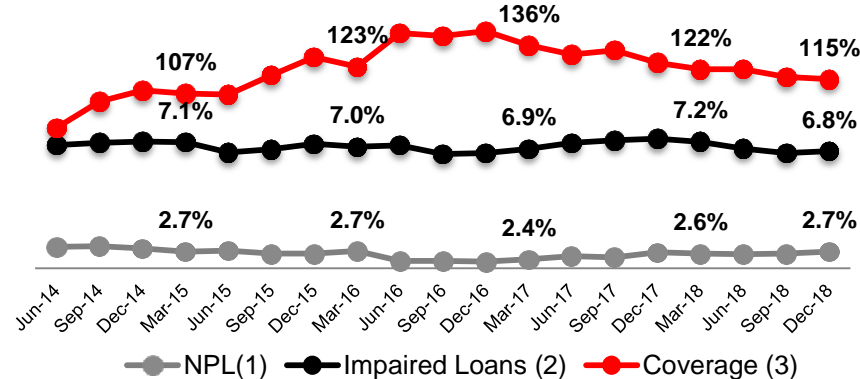 107% 123% 136% 122% 115%
7.1% 7.0% 6.9% 7.2% 6.8%
2.7% 2.7% 2.4% 2.6% 2.7%
Jun-14 Sep-14 Dec-14 Mar-15 Jun-15 Sep-15 Dec-15 Mar-16 Jun-16 Sep-16 Dec-16 Mar-17 Jun-17 Sep-17 Dec-17 Mar-18 Jun-18 Sep-18 Dec-18
NPL(1) Impaired Loans (2) Coverage (3)